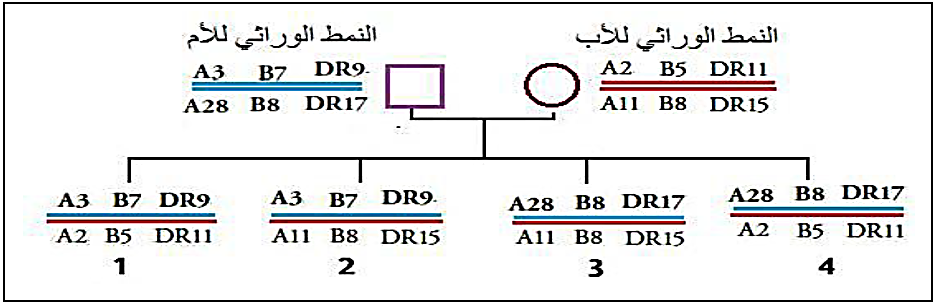 النمط الوراثي للأب
النمط الوراثي للأم
A3 B7 DR9
A28 B8 DR17
A2 B5 DR11
A11 B8 DR15
A3 B7 DR9
A2 B5 DR11
1
A3 B7 DR9
A11 B8 DR15
2
A28 B8 DR17
A11 B8 DR15
3
A28 B8 DR17
A2 B5 DR11
4